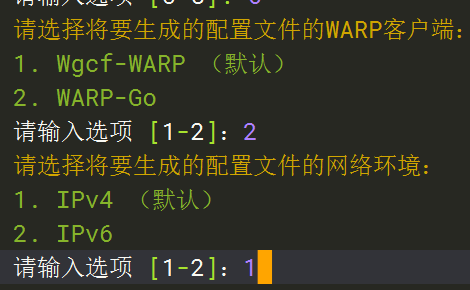 请选择将要生成的配置文件的WARP客户端：
1. Wgcf-WARP （默认）
2. WARP-Go
请输入选项 [1-2]：2
请选择将要生成的配置文件的网络环境：
1. IPv4 （默认）
2. IPv6
请输入选项 [1-2]：1